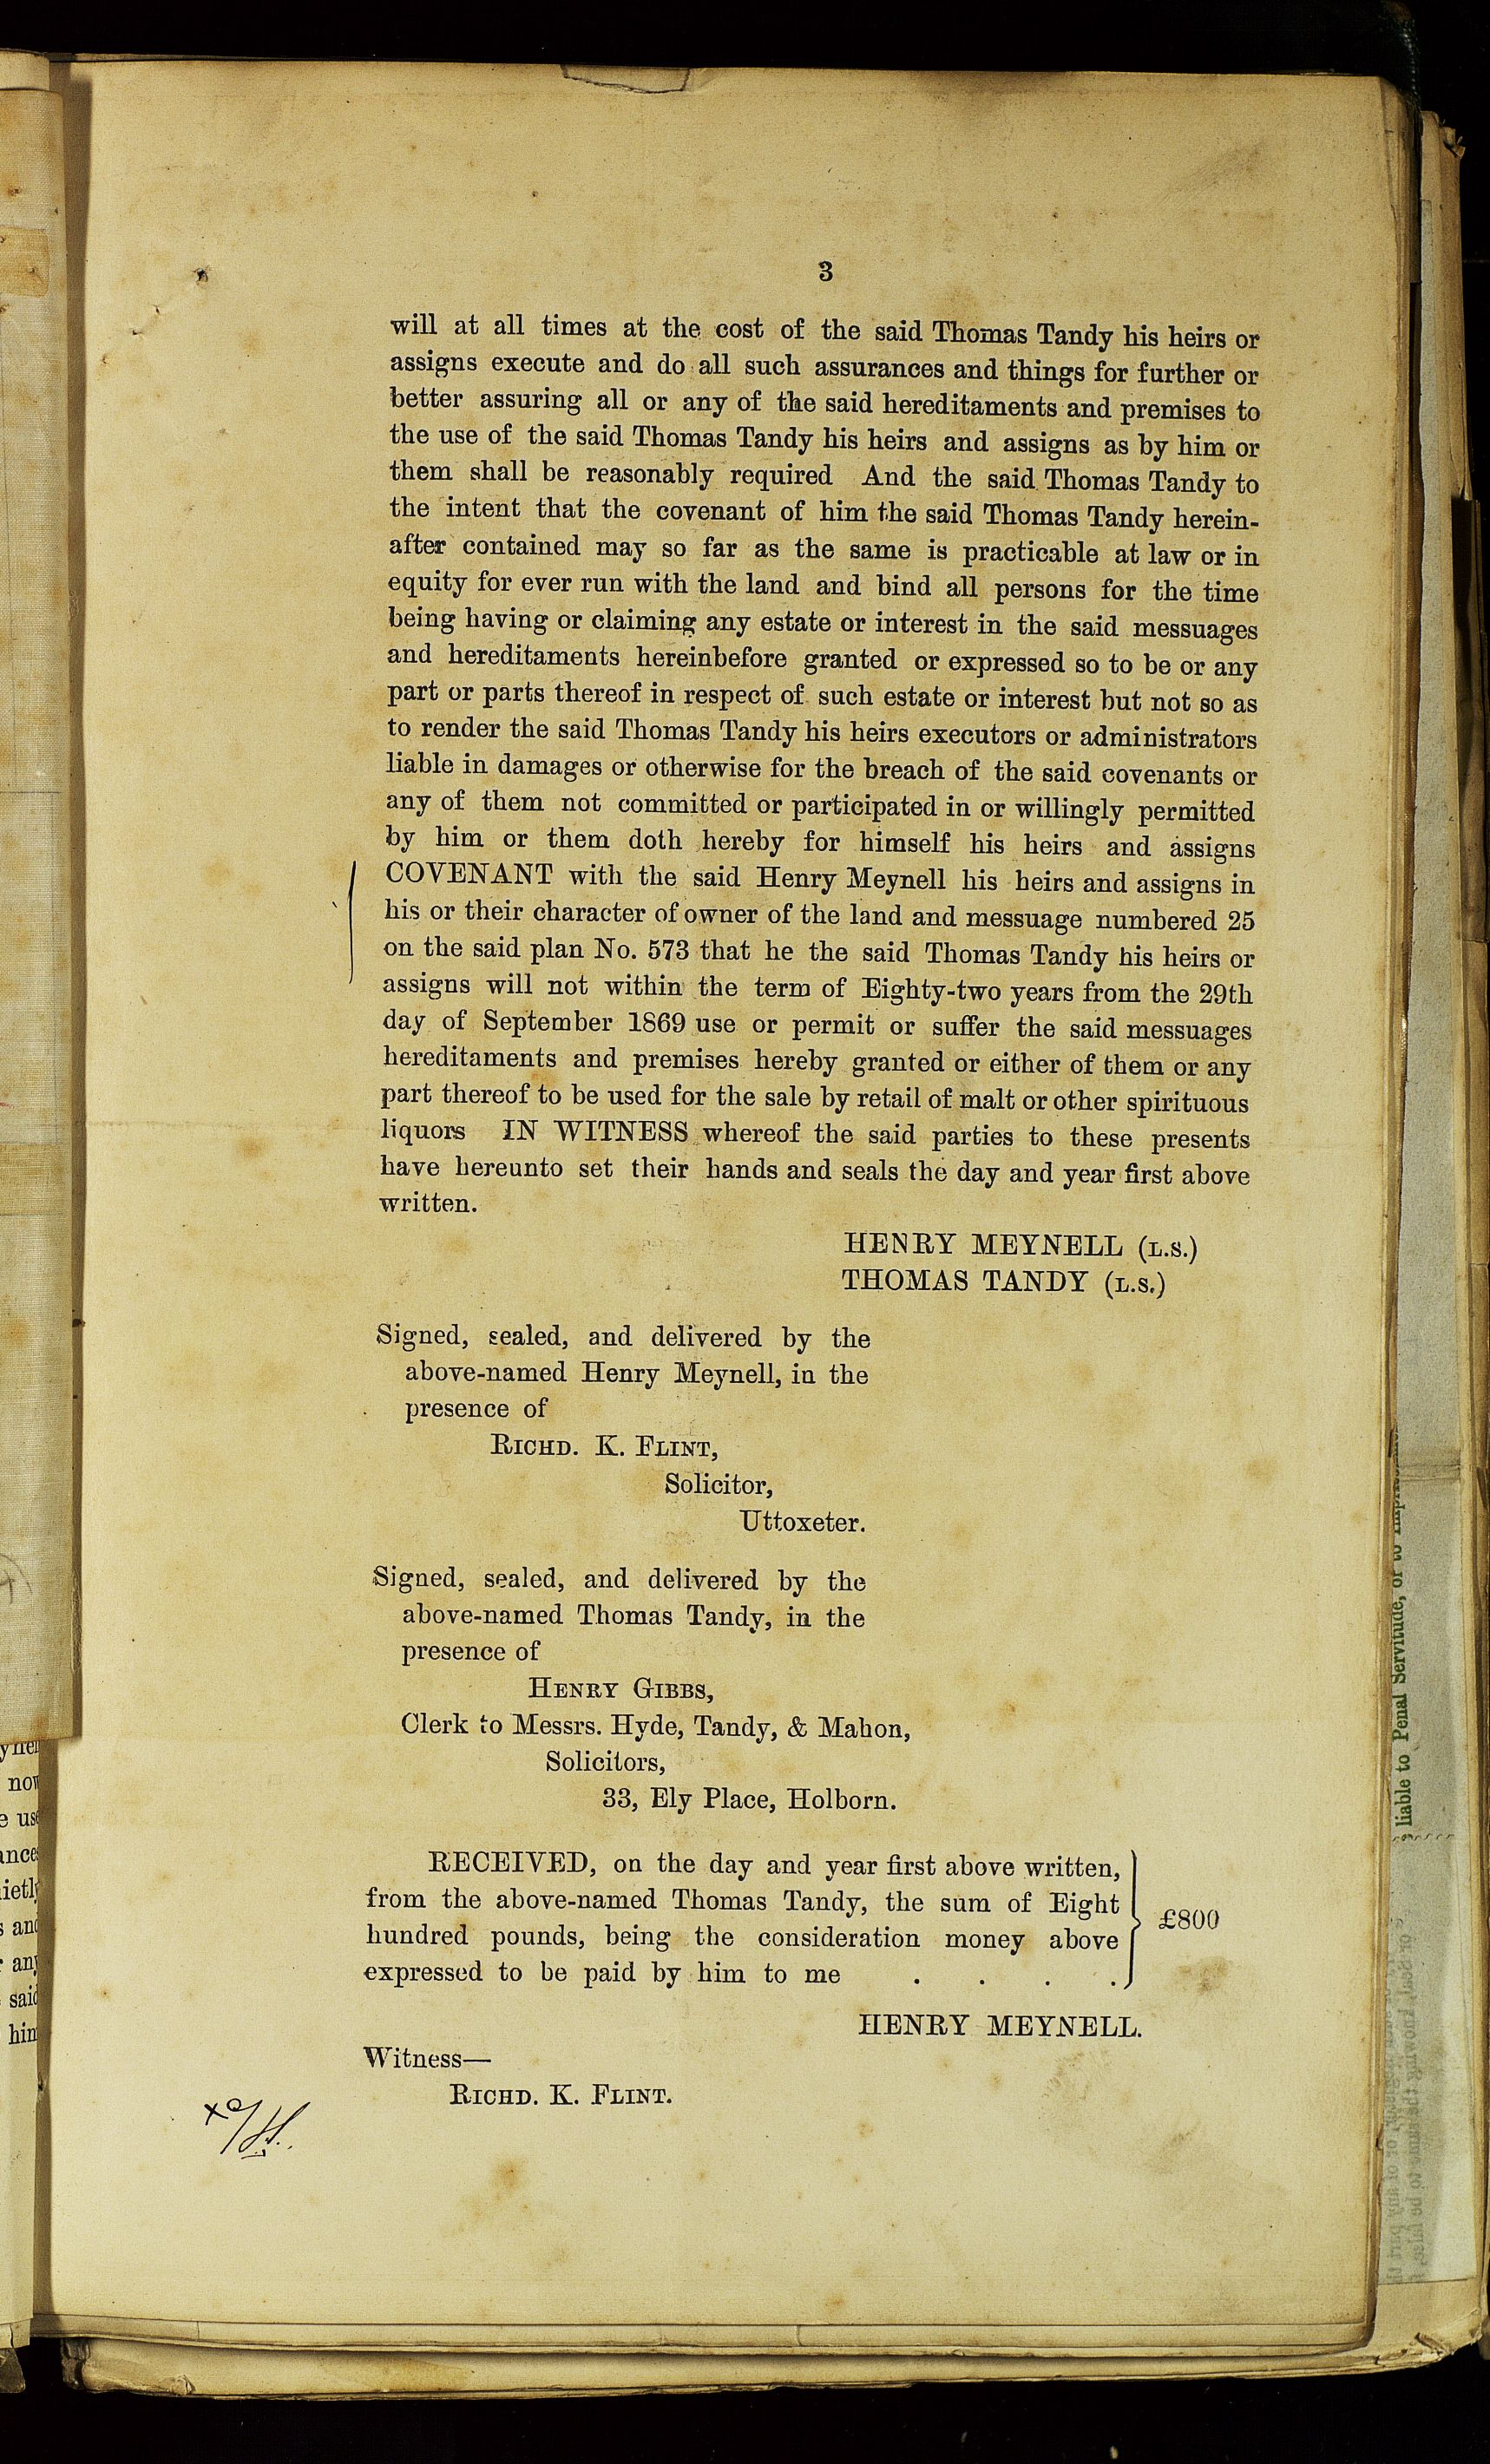 3
will at all times at the cost of the said Thomas Tandy his heirs or
assigns execute and do all such assurances and things for further or
better assuring all or any of the said hereditaments and premises to
the use of the said Thomas Tandy his heirs and assigns as by him or
them shall be reasonably required And the said Thomas Tandy to
the intent that the covenant of him the said Thomas Tandy herein-
after contained may so far as the same is practicable at law or in
equity for ever run with the land and bind all persons for the time
being having or claiming any estate or interest in the said messuages
and hereditaments hereinbefore granted or expressed so to be or any
part or parts thereof in respect of such estate or interest but not so as
to render the said Thomas Tandy his heirs executors or administrators
liable in damages or otherwise for the breach of the said covenants or
any of them not committed or participated in or willingly permitted
by him or them doth hereby for himself his heirs and assigns
COVENANT with the said Henry Meynell his heirs and assigns in
his or their character of owner of the land and messuage numbered 25
on the said plan No. 573 that he the said Thomas Tandy his heirs or
assigns will not within the term of Eighty-two years from the 29th
day of September 1869 use or permit or suffer the said messuages
hereditaments and premises hereby granted or either of them or any
part thereof to be used for the sale by retail of malt or other spirituous
liquors IN WITNESS whereof the said parties to these presents
have hereunto set their hands and seals the day and year first above
written.
HENRY MEYNELL (L.S.)
THOMAS TANDY (L.S.)
Signed, sealed, and delivered by the
above-named Henry Meynell, in the
presence of
RICHD. K. FLINT,
Solicitor,
Uttoxeter.
Signed, sealed, and delivered by the
above-named Thomas Tandy, in the
presence of
HENRY GIBBS,
Clerk to Messrs. Hyde, Tandy, & Mahon,
Solicitors,
33, Ely Place, Holborn.
RECEIVED, on the day and year first above written,
from the above-named Thomas Tandy, the sum of Eight
hundred pounds, being the consideration money above
expressed to be paid by him to me . . . . £800
HENRY MEYNELL.
Witness—
RICHD. K. FLINT.
liable to Penal Servitude, or to